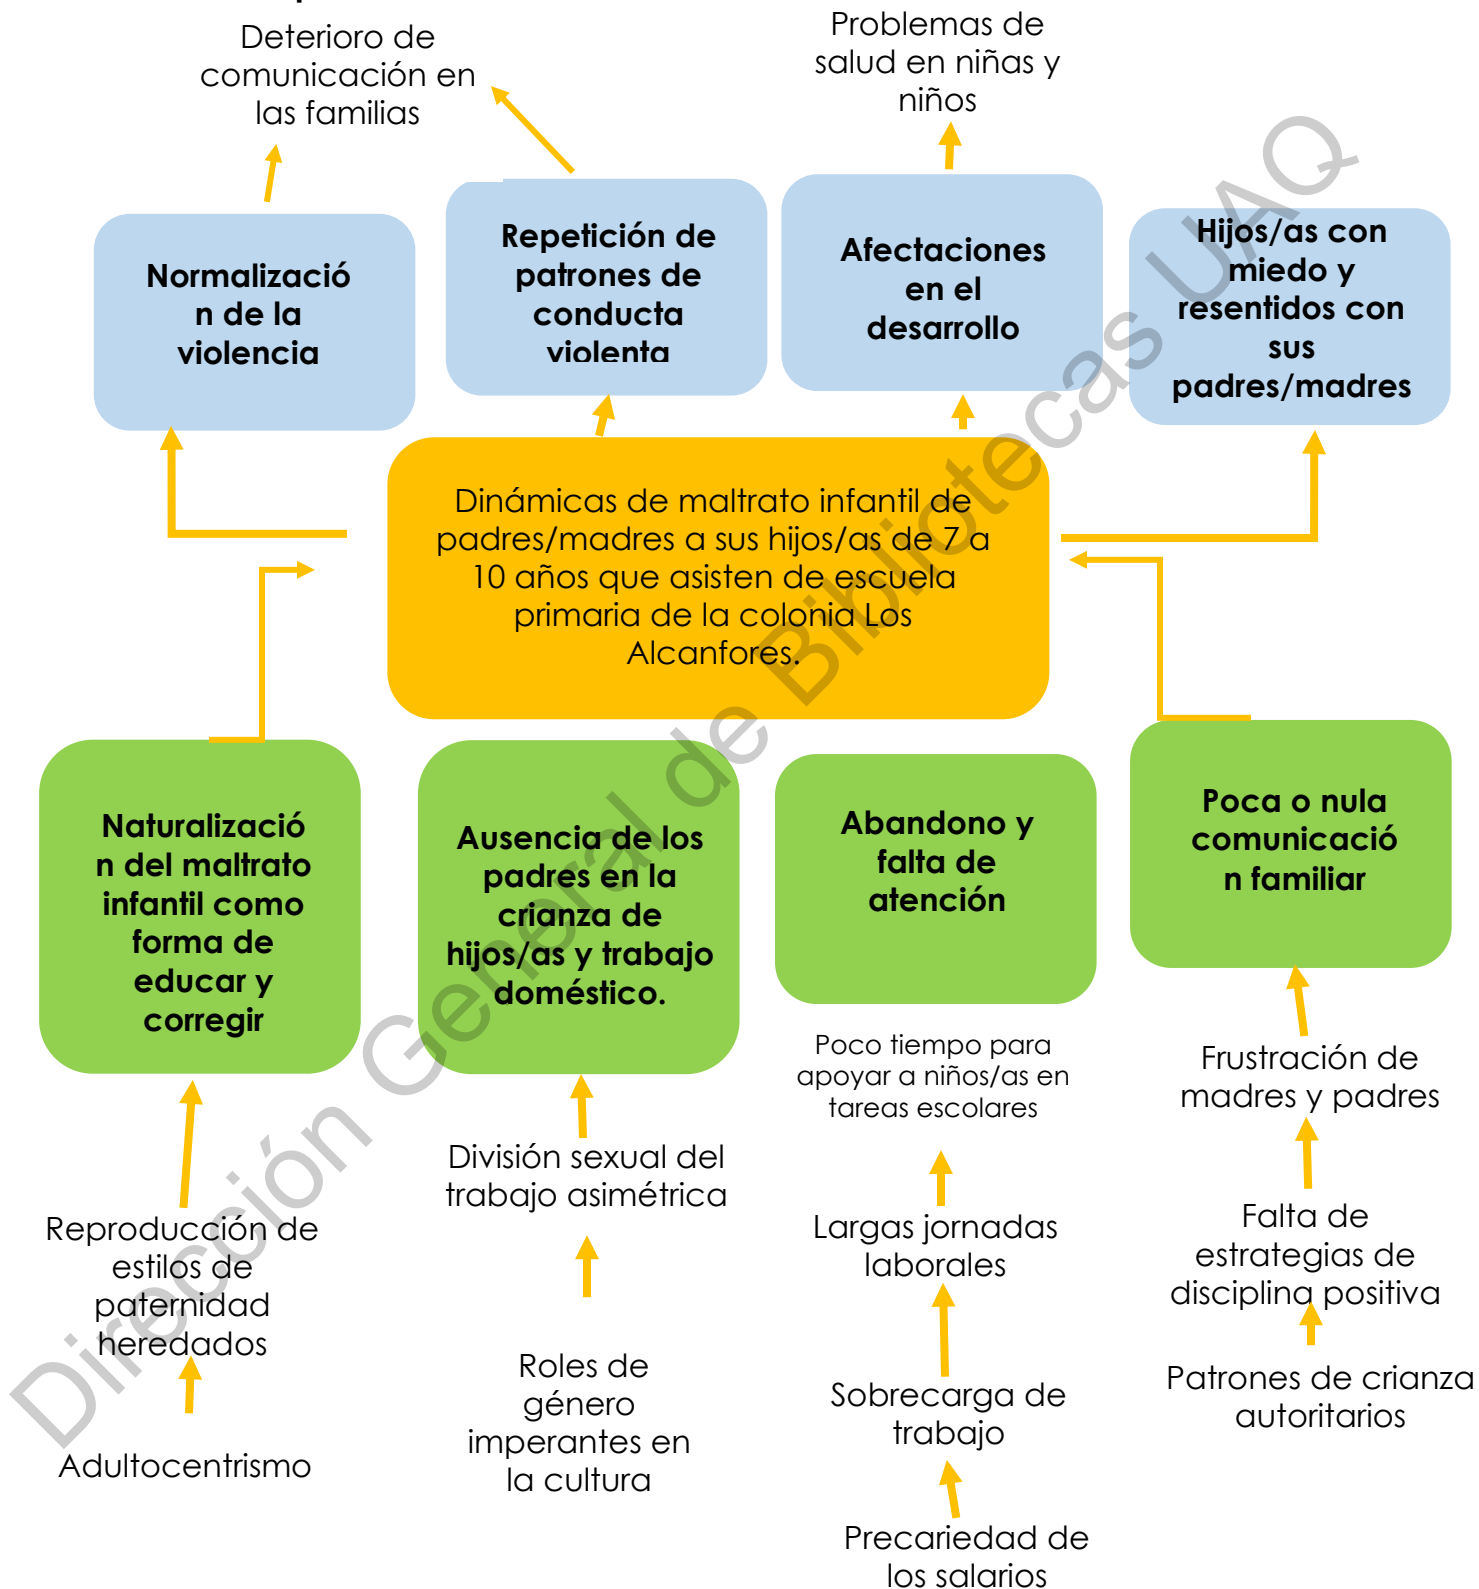 Deterioro de
comunicación en
las familias
Problemas de
salud en niñas y
niños
Normalizació
n de la
violencia
Repetición de
patrones de
conducta
violenta
Afectaciones
en el
desarrollo
Hijos/as con
miedo y
resentidos con
sus
padres/madres
Dinámicas de maltrato infantil de
padres/madres a sus hijos/as de 7 a
10 años que asisten de escuela
primaria de la colonia Los
Alcanfores.
Naturalizació
n del maltrato
infantil como
forma de
educar y
corregir
Ausencia de los
padres en la
crianza de
hijos/as y trabajo
doméstico.
Abandono y
falta de
atención
Poca o nula
comunicació
n familiar
Reproducción de
estilos de
paternidad
heredados
Adultocentrismo
División sexual del
trabajo asimétrica
Roles de
género
imperantes en
la cultura
Poco tiempo para
apoyar a niños/as en
tareas escolares
Largas jornadas
laborales
Sobrecarga de
trabajo
Precariedad de
los salarios
Frustración de
madres y padres
Falta de
estrategias de
disciplina positiva
Patrones de crianza
autoritarios
Dirección General de Bibliotecas UAQ